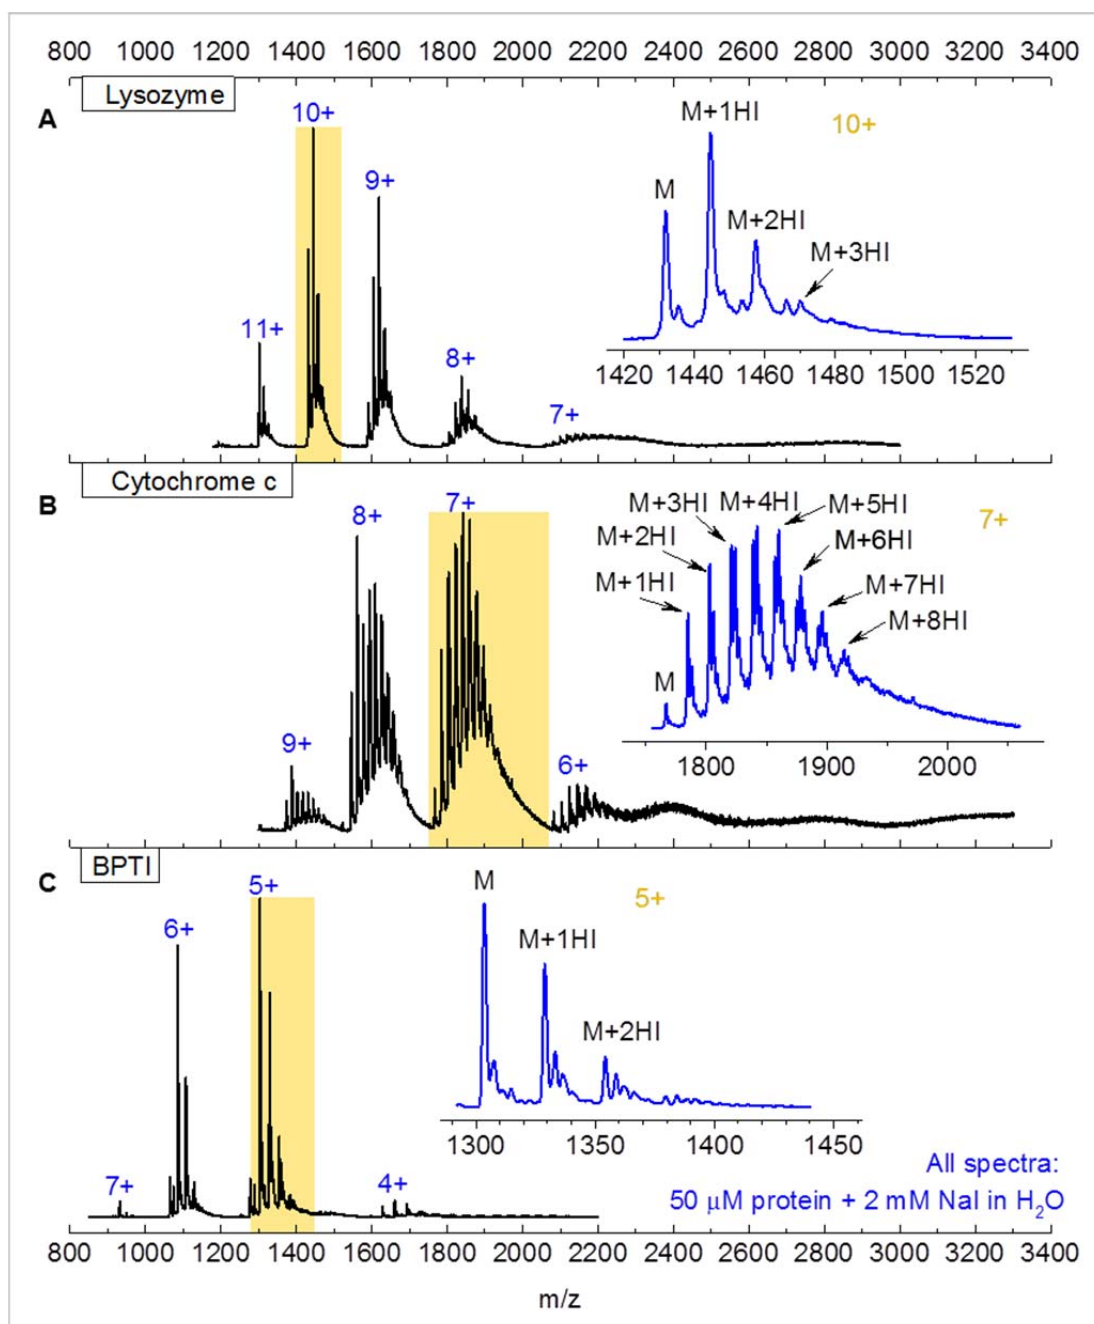 800 1000 1200 1400 1600 1800 2000 2200 2400 2600 2800 3000 3200 3400
Lysozyme
A
10+
M+1HI
10+
9+
M
M+2HI
M+3HI
11+
8+
7+
1420 1440 1460 1480 1500 1520
Cytochrome c
B
8+
7+
M+3HI
M+4HI
M+5HI
7+
M+2HI
M+6HI
M+1HI
M+7HI
M+8HI
M
9+
6+
1800 1900 2000
BPTI
C
5+
M
5+
6+
M+1HI
M+2HI
1300 1350 1400 1450
7+
4+
All spectra:
50 μM protein + 2 mM NaI in H₂O
800 1000 1200 1400 1600 1800 2000 2200 2400 2600 2800 3000 3200 3400
m/z